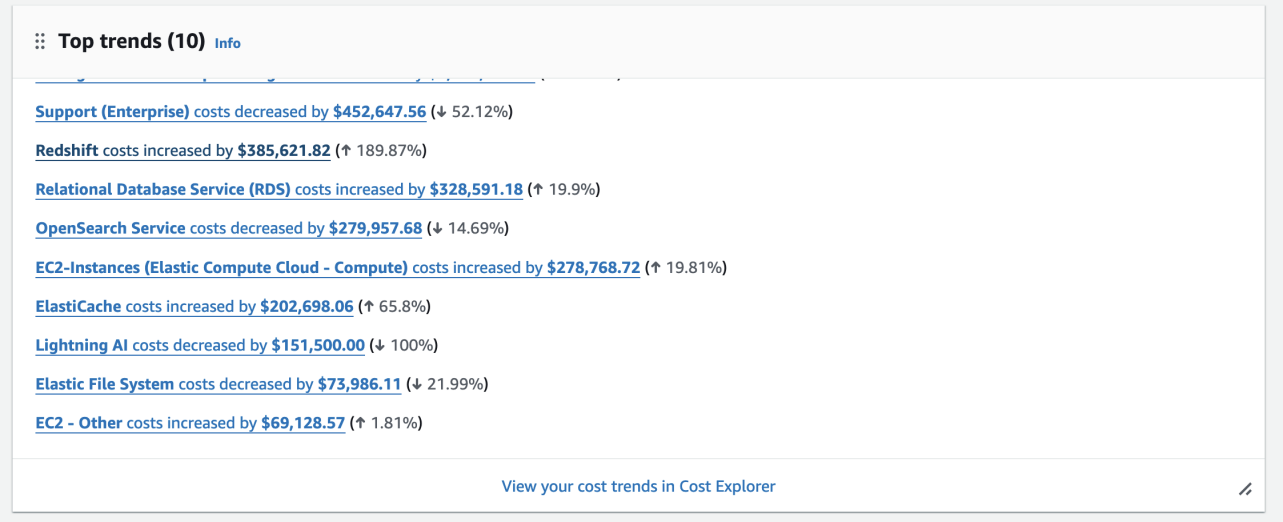 Top trends (10) Info
Support (Enterprise) costs decreased by $452,647.56 (↓ 52.12%)
Redshift costs increased by $385,621.82 (↑ 189.87%)
Relational Database Service (RDS) costs increased by $328,591.18 (↑ 19.9%)
OpenSearch Service costs decreased by $279,957.68 (↓ 14.69%)
EC2-Instances (Elastic Compute Cloud - Compute) costs increased by $278,768.72 (↑ 19.81%)
ElastiCache costs increased by $202,698.06 (↑ 65.8%)
Lightning AI costs decreased by $151,500.00 (↓ 100%)
Elastic File System costs decreased by $73,986.11 (↓ 21.99%)
EC2 - Other costs increased by $69,128.57 (↑ 1.81%)
View your cost trends in Cost Explorer